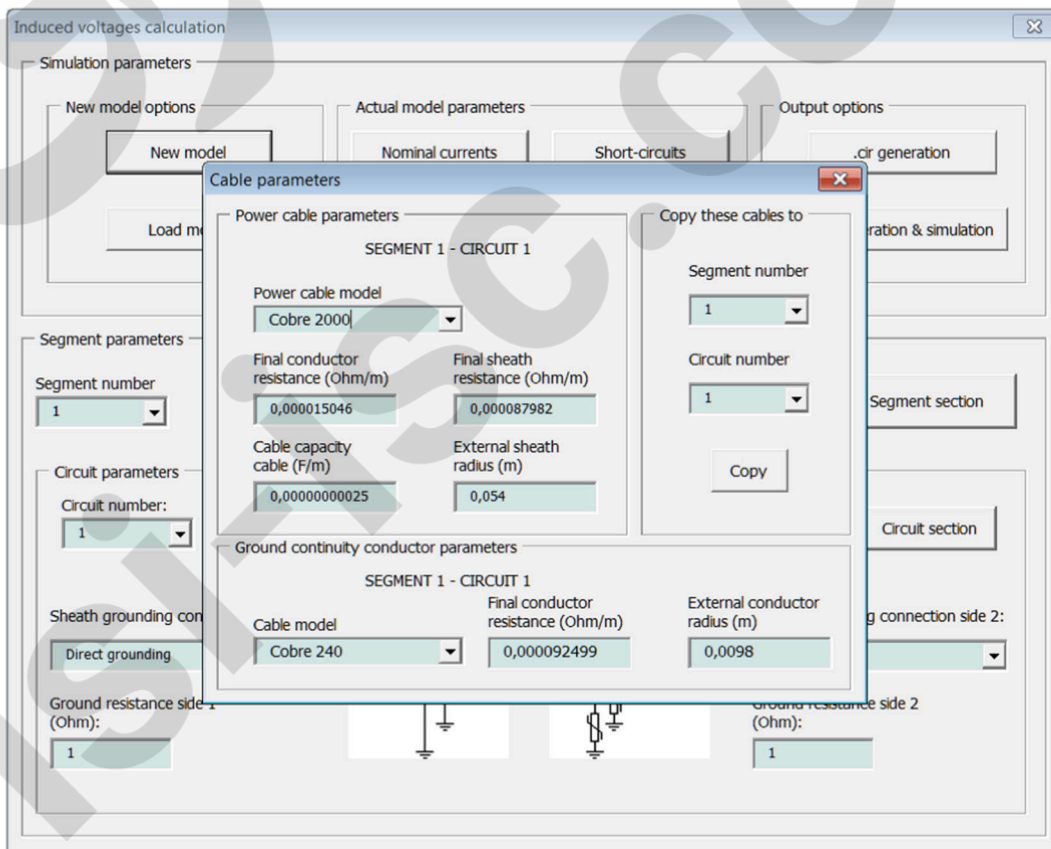 Induced voltages calculation
Simulation parameters
New model options
Actual model parameters
Output options
New model
Nominal currents
Short-circuits
.cir generation
Load
& simulation
Cable parameters
Power cable parameters
SEGMENT 1 - CIRCUIT 1
Power cable model
Cobre 2000
Final conductor
resistance (Ohm/m)
0,000015046
Final sheath
resistance (Ohm/m)
0,000087982
Cable capacity
cable (F/m)
0,00000000025
External sheath
radius (m)
0,054
Copy these cables to
Segment number
1
Circuit number
1
Copy
Ground continuity conductor parameters
SEGMENT 1 - CIRCUIT 1
Cable model
Cobre 240
Final conductor
resistance (Ohm/m)
0,000092499
External conductor
radius (m)
0,0098
Segment parameters
Segment number
1
Segment section
Circuit parameters
Circuit number:
1
Circuit section
Sheath grounding
Direct grounding
connection side 2:
Ground resistance side 1
(Ohm):
1
Ground resistance side 2
(Ohm):
1